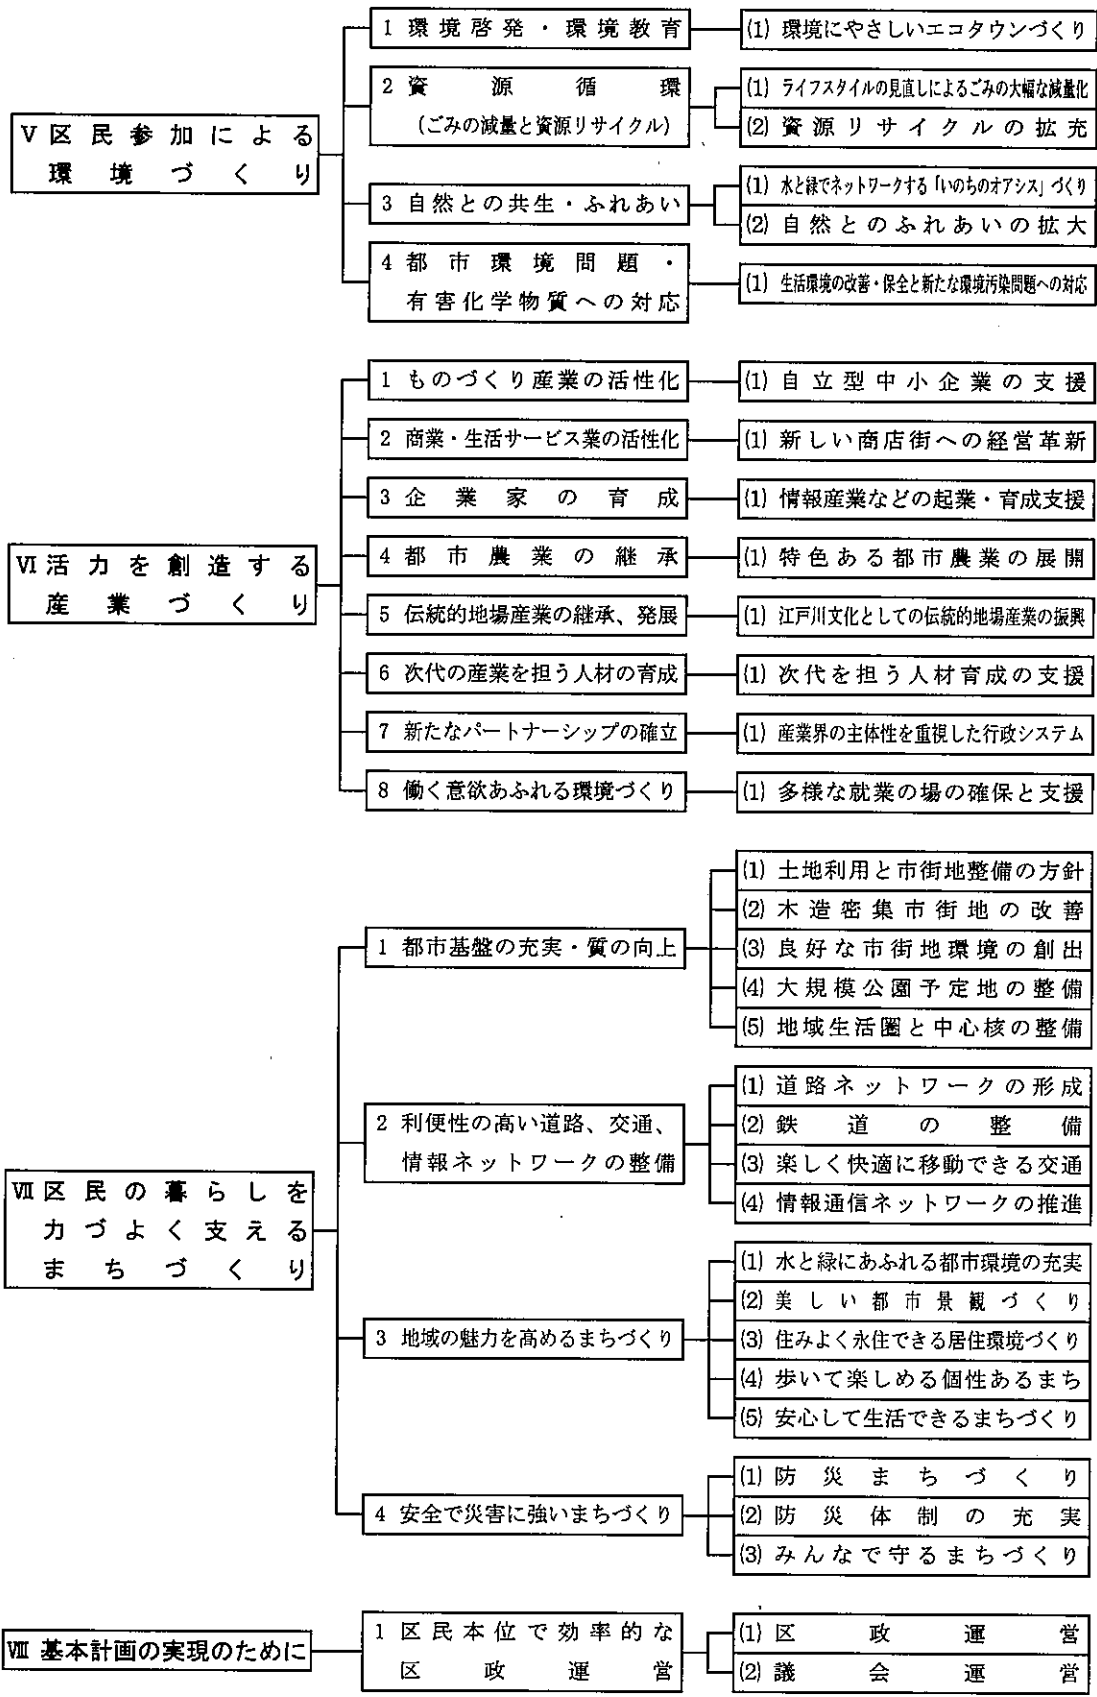 Ⅴ 区民参加による
環境づくり
1 環境啓発・環境教育
(1) 環境にやさしいエコタウンづくり
2 資源循環
(ごみの減量と資源リサイクル)
(1) ライフスタイルの見直しによるごみの大幅な減量化
(2) 資源リサイクルの拡充
3 自然との共生・ふれあい
(1) 水と緑でネットワークする「いのちのオアシス」づくり
(2) 自然とのふれあいの拡大
4 都市環境問題・
有害化学物質への対応
(1) 生活環境の改善・保全と新たな環境汚染問題への対応
Ⅵ 活力を創造する
産業づくり
1 ものづくり産業の活性化
(1) 自立型中小企業の支援
2 商業・生活サービス業の活性化
(1) 新しい商店街への経営革新
3 企業家の育成
(1) 情報産業などの起業・育成支援
4 都市農業の継承
(1) 特色ある都市農業の展開
5 伝統的地場産業の継承、発展
(1) 江戸川文化としての伝統的地場産業の振興
6 次代の産業を担う人材の育成
(1) 次代を担う人材育成の支援
7 新たなパートナーシップの確立
(1) 産業界の主体性を重視した行政システム
8 働く意欲あふれる環境づくり
(1) 多様な就業の場の確保と支援
Ⅶ 区民の暮らしを
力づよく支える
まちづくり
1 都市基盤の充実・質の向上
(1) 土地利用と市街地整備の方針
(2) 木造密集市街地の改善
(3) 良好な市街地環境の創出
(4) 大規模公園予定地の整備
(5) 地域生活圏と中心核の整備
2 利便性の高い道路、交通、
情報ネットワークの整備
(1) 道路ネットワークの形成
(2) 鉄道の整備
(3) 楽しく快適に移動できる交通
(4) 情報通信ネットワークの推進
3 地域の魅力を高めるまちづくり
(1) 水と緑にあふれる都市環境の充実
(2) 美しい都市景観づくり
(3) 住みよく永住できる居住環境づくり
(4) 歩いて楽しめる個性あるまち
(5) 安心して生活できるまちづくり
4 安全で災害に強いまちづくり
(1) 防災まちづくり
(2) 防災体制の充実
(3) みんなで守るまちづくり
Ⅷ 基本計画の実現のために
1 区民本位で効率的な
区政運営
(1) 区政運営
(2) 議会運営